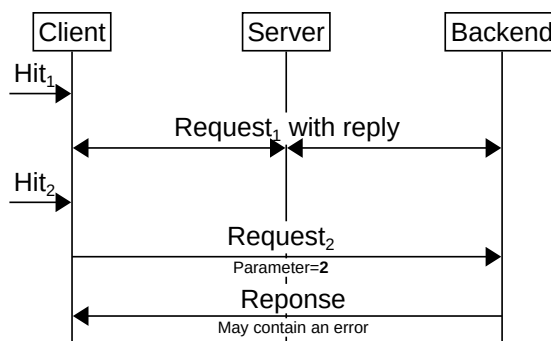 Client Server Backend
Hit₁
Request₁ with reply
Hit₂
Request₂
Parameter=2
Reponse
May contain an error